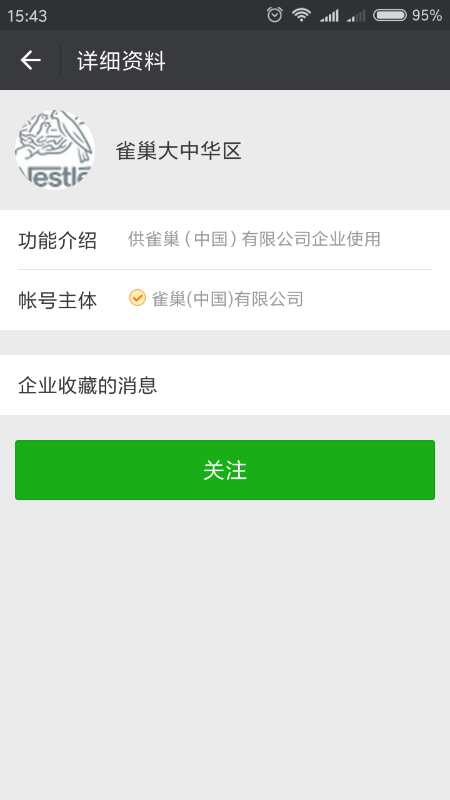 15:43
95%
详细资料
Nestlé
雀巢大中华区
功能介绍
供雀巢（中国）有限公司企业使用
帐号主体
雀巢(中国)有限公司
企业收藏的消息
关注